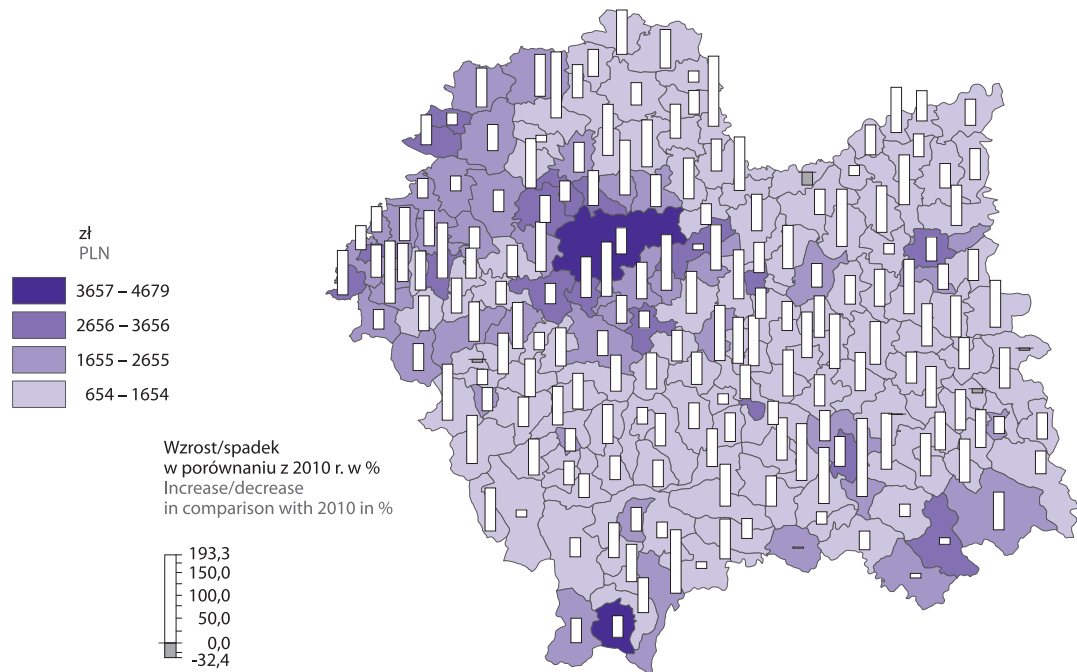 zł
PLN
3657 – 4679
2656 – 3656
1655 – 2655
654 – 1654
Wzrost/spadek
w porównaniu z 2010 r. w %
Increase/decrease
in comparison with 2010 in %
193,3
150,0
100,0
50,0
0,0
-32,4